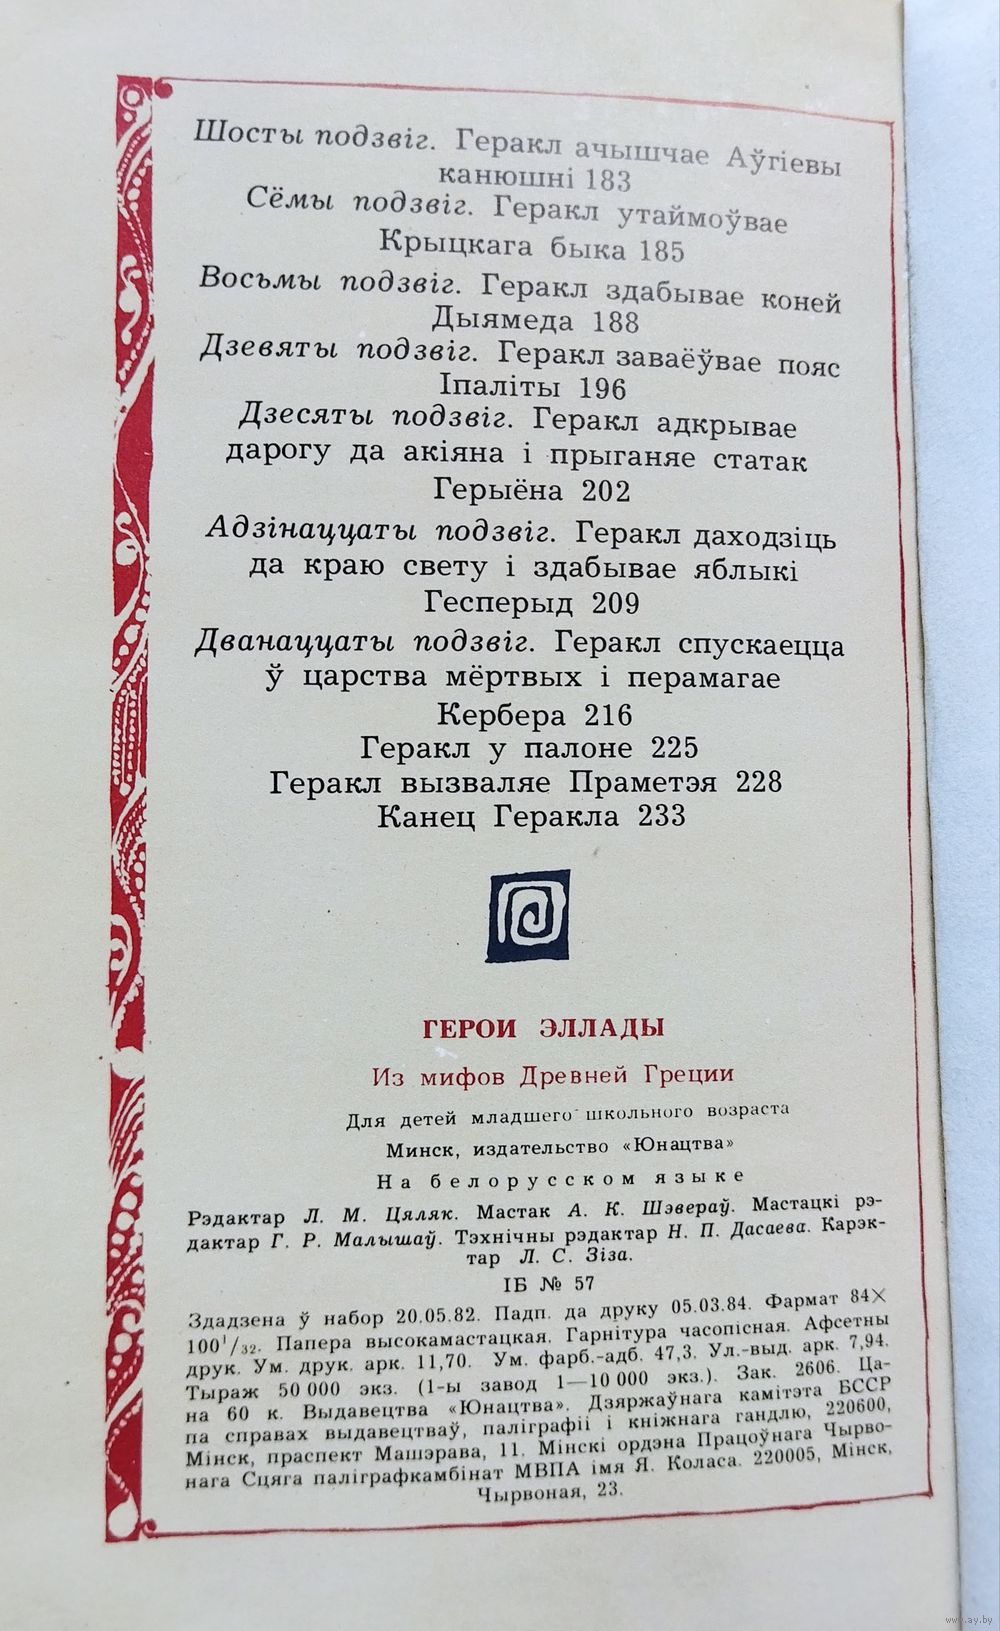 Шосты подзвіг. Геракл ачышчае Аўгіевы
канюшні 183
Сёмы подзвіг. Геракл утаймоўвае
Крыцкага быка 185
Восьмы подзвіг. Геракл здабывае коней
Дыямеда 188
Дзевяты подзвіг. Геракл заваёўвае пояс
Іпаліты 196
Дзесяты подзвіг. Геракл адкрывае
дарогу да акіяна і прыганяе статак
Герыёна 202
Адзінаццаты подзвіг. Геракл даходзіць
да краю свету і здабывае яблыкі
Гесперыд 209
Дванаццаты подзвіг. Геракл спускаецца
ў царства мёртвых і перамагае
Кербера 216
Геракл у палоне 225
Геракл вызваляе Праметэя 228
Канец Геракла 233
ГЕРОИ ЭЛЛАДЫ
Из мифов Древней Греции
Для детей младшего школьного возраста
Минск, издательство «Юнацтва»
На белорусском языке
Рэдактар Л. М. Цяляк. Мастак А. К. Шэвераў. Мастацкі рэ-
дактар Г. Р. Малышаў. Тэхнічны рэдактар Н. П. Дасаева. Карэк-
тар Л. С. Зіза.
ІБ № 57
Здадзена ў набор 20.05.82. Падп. да друку 05.03.84. Фармат 84×
100¹/₃₂. Папера высокамастацкая. Гарнітура часопісная. Афсетны
друк. Ум. друк. арк. 11,70. Ум. фарб.-адб. 47,3. Ул.-выд. арк. 7,94.
Тыраж 50 000 экз. (1-ы завод 1—10 000 экз.). Зак. 2606. Ца-
на 60 к. Выдавецтва «Юнацтва». Дзяржаўнага камітэта БССР
па справах выдавецтваў, паліграфіі і кніжнага гандлю, 220600,
Мінск, праспект Машэрава, 11. Мінскі ордэна Працоўнага Чырво-
нага Сцяга паліграфкамбінат МВПА імя Я. Коласа. 220005, Мінск,
Чырвоная, 23.
www.ay.by